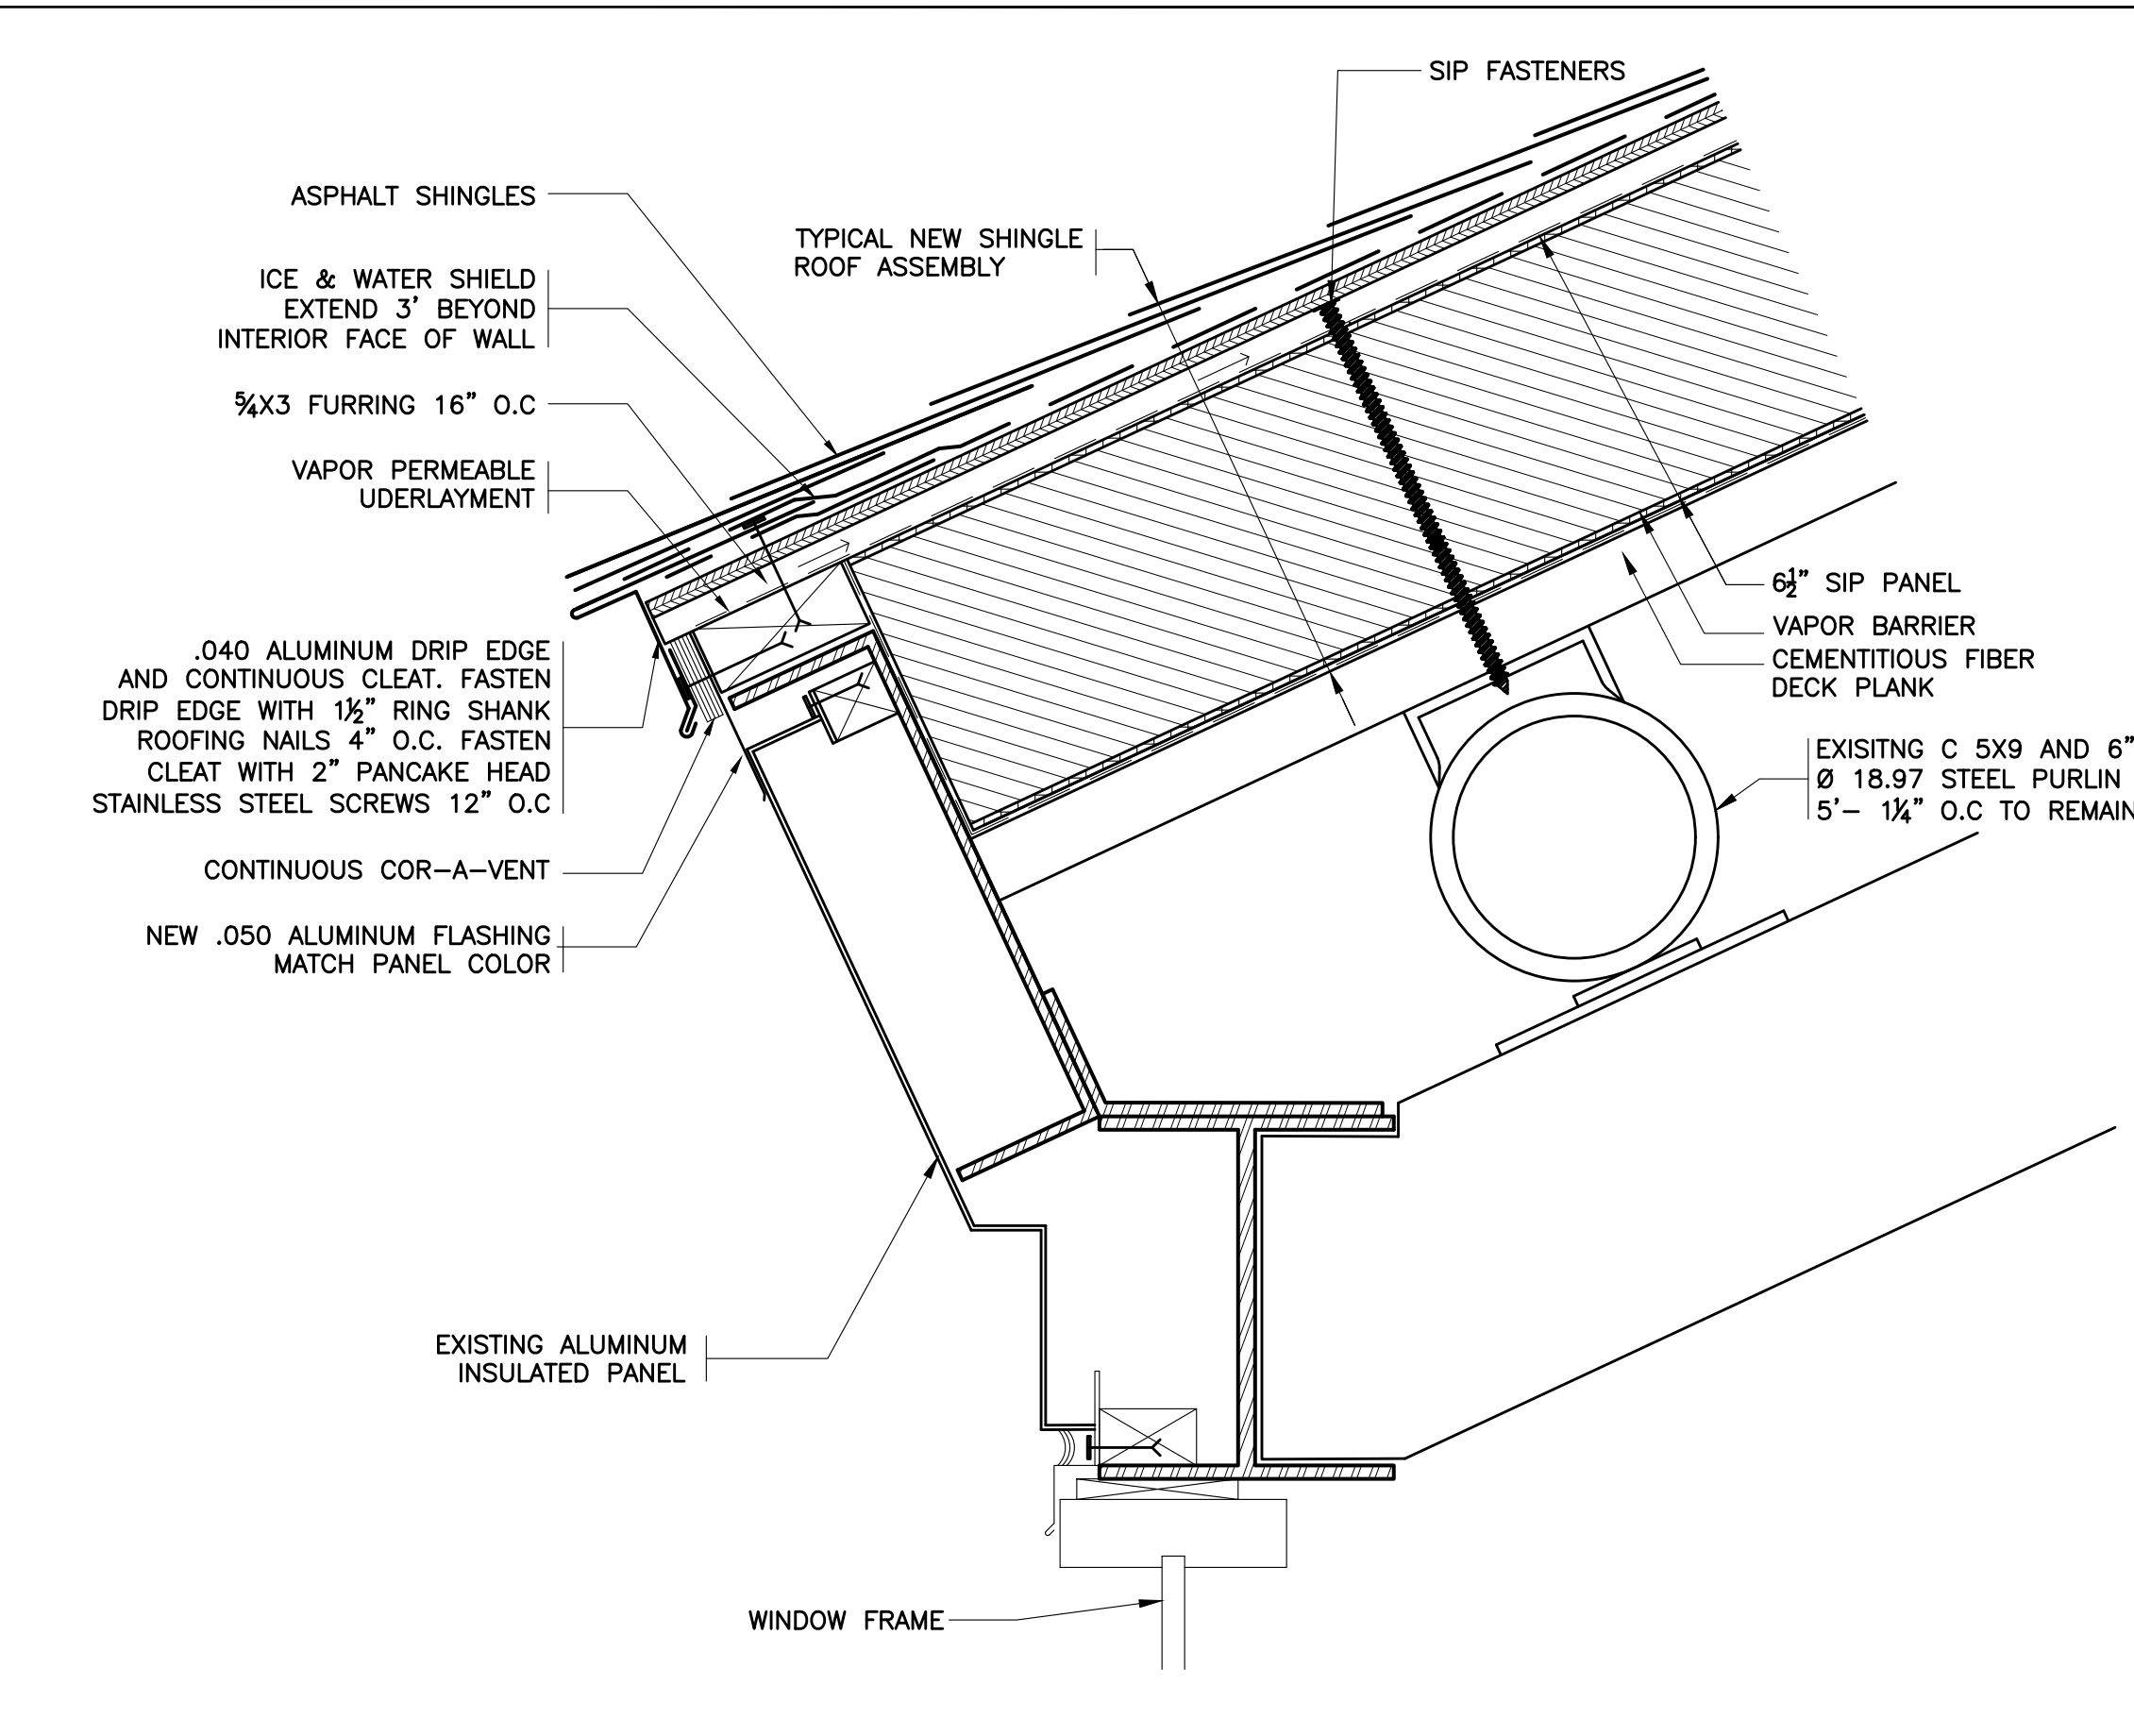 SIP FASTENERS
ASPHALT SHINGLES
TYPICAL NEW SHINGLE
ROOF ASSEMBLY
ICE & WATER SHIELD
EXTEND 3' BEYOND
INTERIOR FACE OF WALL
5/4X3 FURRING 16" O.C
VAPOR PERMEABLE
UDERLAYMENT
6½" SIP PANEL
VAPOR BARRIER
CEMENTITIOUS FIBER
DECK PLANK
.040 ALUMINUM DRIP EDGE
AND CONTINUOUS CLEAT. FASTEN
DRIP EDGE WITH 1½" RING SHANK
ROOFING NAILS 4" O.C. FASTEN
CLEAT WITH 2" PANCAKE HEAD
STAINLESS STEEL SCREWS 12" O.C
EXISITNG C 5X9 AND 6"
Ø 18.97 STEEL PURLIN
5'- 1¼" O.C TO REMAIN
CONTINUOUS COR-A-VENT
NEW .050 ALUMINUM FLASHING
MATCH PANEL COLOR
EXISTING ALUMINUM
INSULATED PANEL
WINDOW FRAME